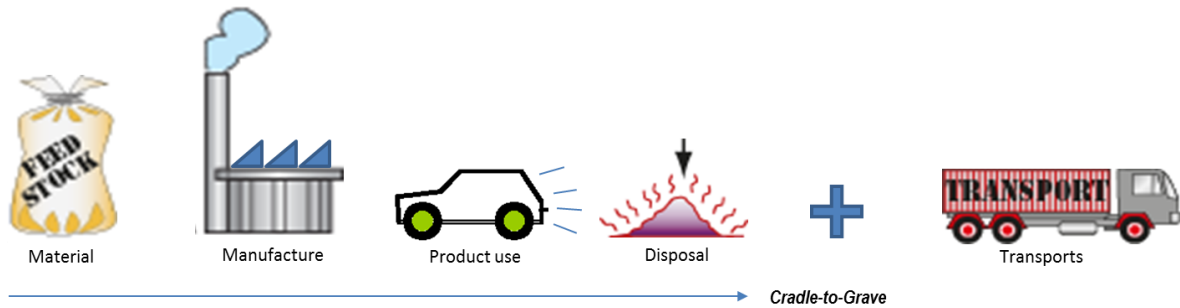 FEED
STOCK
TRANSPORT
Material
Manufacture
Product use
Disposal
Transports
Cradle-to-Grave